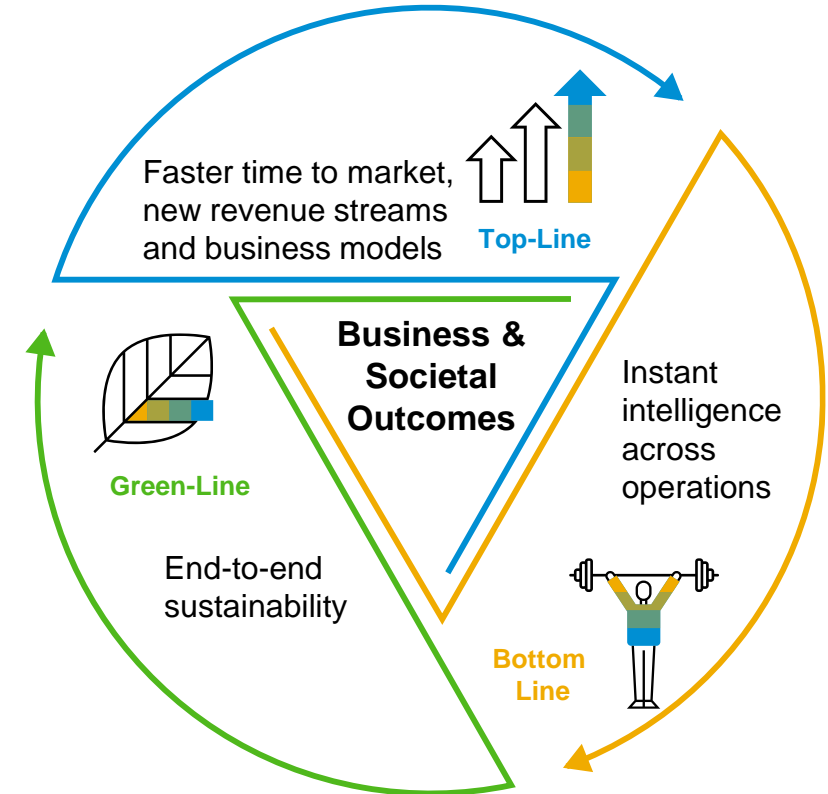 Faster time to market,
new revenue streams
and business models
Top-Line
Business &
Societal
Outcomes
Instant
intelligence
across
operations
Green-Line
End-to-end
sustainability
Bottom
Line